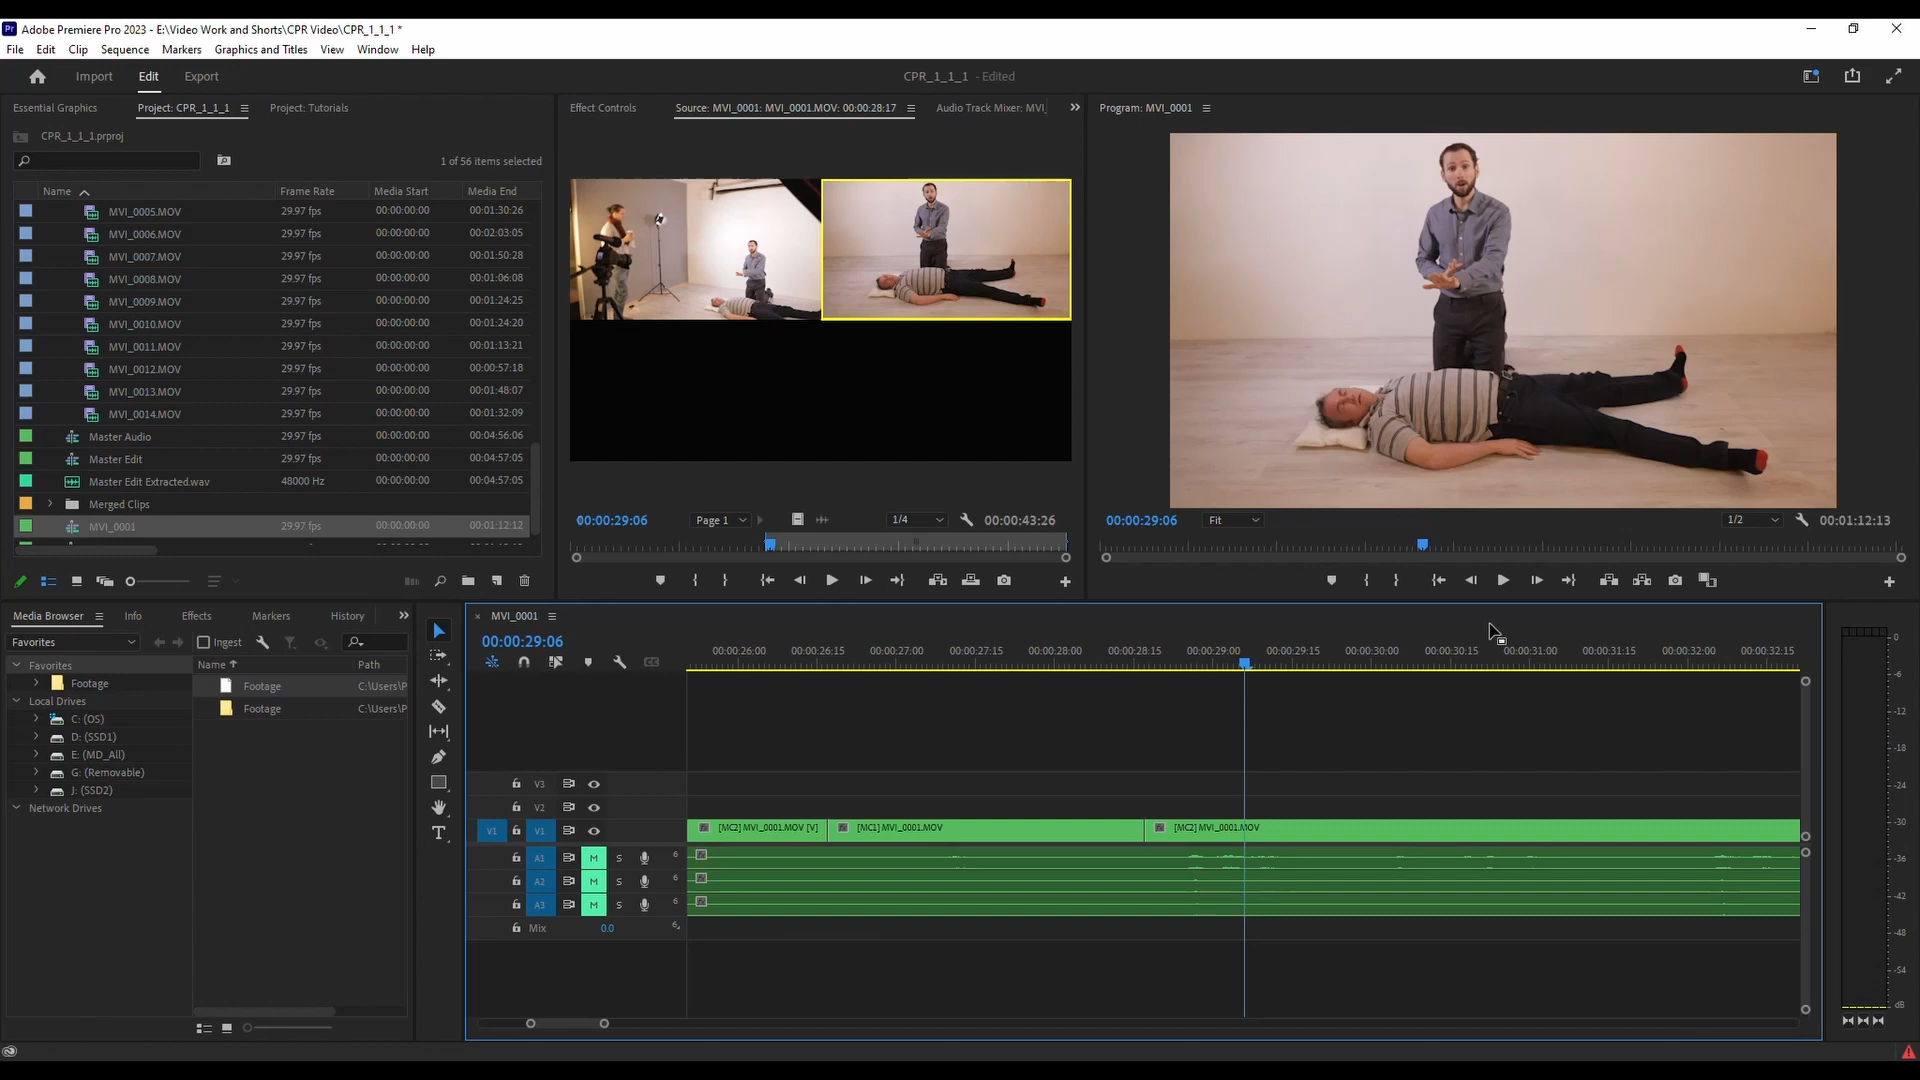 Pr Adobe Premiere Pro 2023 - E:\Video Work and Shorts\CPR Video\CPR_1_1_1 *
File Edit Clip Sequence Markers Graphics and Titles View Window Help
Import Edit Export CPR_1_1_1 - Edited
Essential Graphics Project: CPR_1_1_1 Project: Tutorials
CPR_1_1_1.prproj
1 of 56 items selected
Name Frame Rate Media Start Media End
MVI_0005.MOV 29.97 fps 00:00:00:00 00:01:30:26
MVI_0006.MOV 29.97 fps 00:00:00:00 00:02:03:05
MVI_0007.MOV 29.97 fps 00:00:00:00 00:01:50:28
MVI_0008.MOV 29.97 fps 00:00:00:00 00:01:06:08
MVI_0009.MOV 29.97 fps 00:00:00:00 00:01:24:25
MVI_0010.MOV 29.97 fps 00:00:00:00 00:01:24:20
MVI_0011.MOV 29.97 fps 00:00:00:00 00:01:13:21
MVI_0012.MOV 29.97 fps 00:00:00:00 00:00:57:18
MVI_0013.MOV 29.97 fps 00:00:00:00 00:01:48:07
MVI_0014.MOV 29.97 fps 00:00:00:00 00:01:32:09
Master Audio 29.97 fps 00:00:00:00 00:04:56:06
Master Edit 29.97 fps 00:00:00:00 00:04:57:05
Master Edit Extracted.wav 48000 Hz 00:00:00:00 00:04:57:05
Merged Clips
MVI_0001 29.97 fps 00:00:00:00 00:01:12:12
Effect Controls Source: MVI_0001: MVI_0001.MOV: 00:00:28:17 Audio Track Mixer: MVI_
00:00:29:06 Page 1 1/4 00:00:43:26
Program: MVI_0001
00:00:29:06 Fit 1/2 00:01:12:13
Media Browser Info Effects Markers History
Favorites Ingest
Name Path
Favorites
Footage
Local Drives
C: (OS)
D: (SSD1)
E: (MD_All)
G: (Removable)
J: (SSD2)
Network Drives
Footage C:\Users\P
Footage C:\Users\P
MVI_0001
00:00:29:06
00:00:26:00 00:00:26:15 00:00:27:00 00:00:27:15 00:00:28:00 00:00:28:15 00:00:29:00 00:00:29:15 00:00:30:00 00:00:30:15 00:00:31:00 00:00:31:15 00:00:32:00 00:00:32:15
V3
V2
V1 V1 [MC2] MVI_0001.MOV [V] [MC1] MVI_0001.MOV [MC2] MVI_0001.MOV
A1 M S 6
A2 M S 6
A3 M S 6
Mix 0.0 6
0
-6
-12
-18
-24
-30
-36
-42
-48
-54
dB